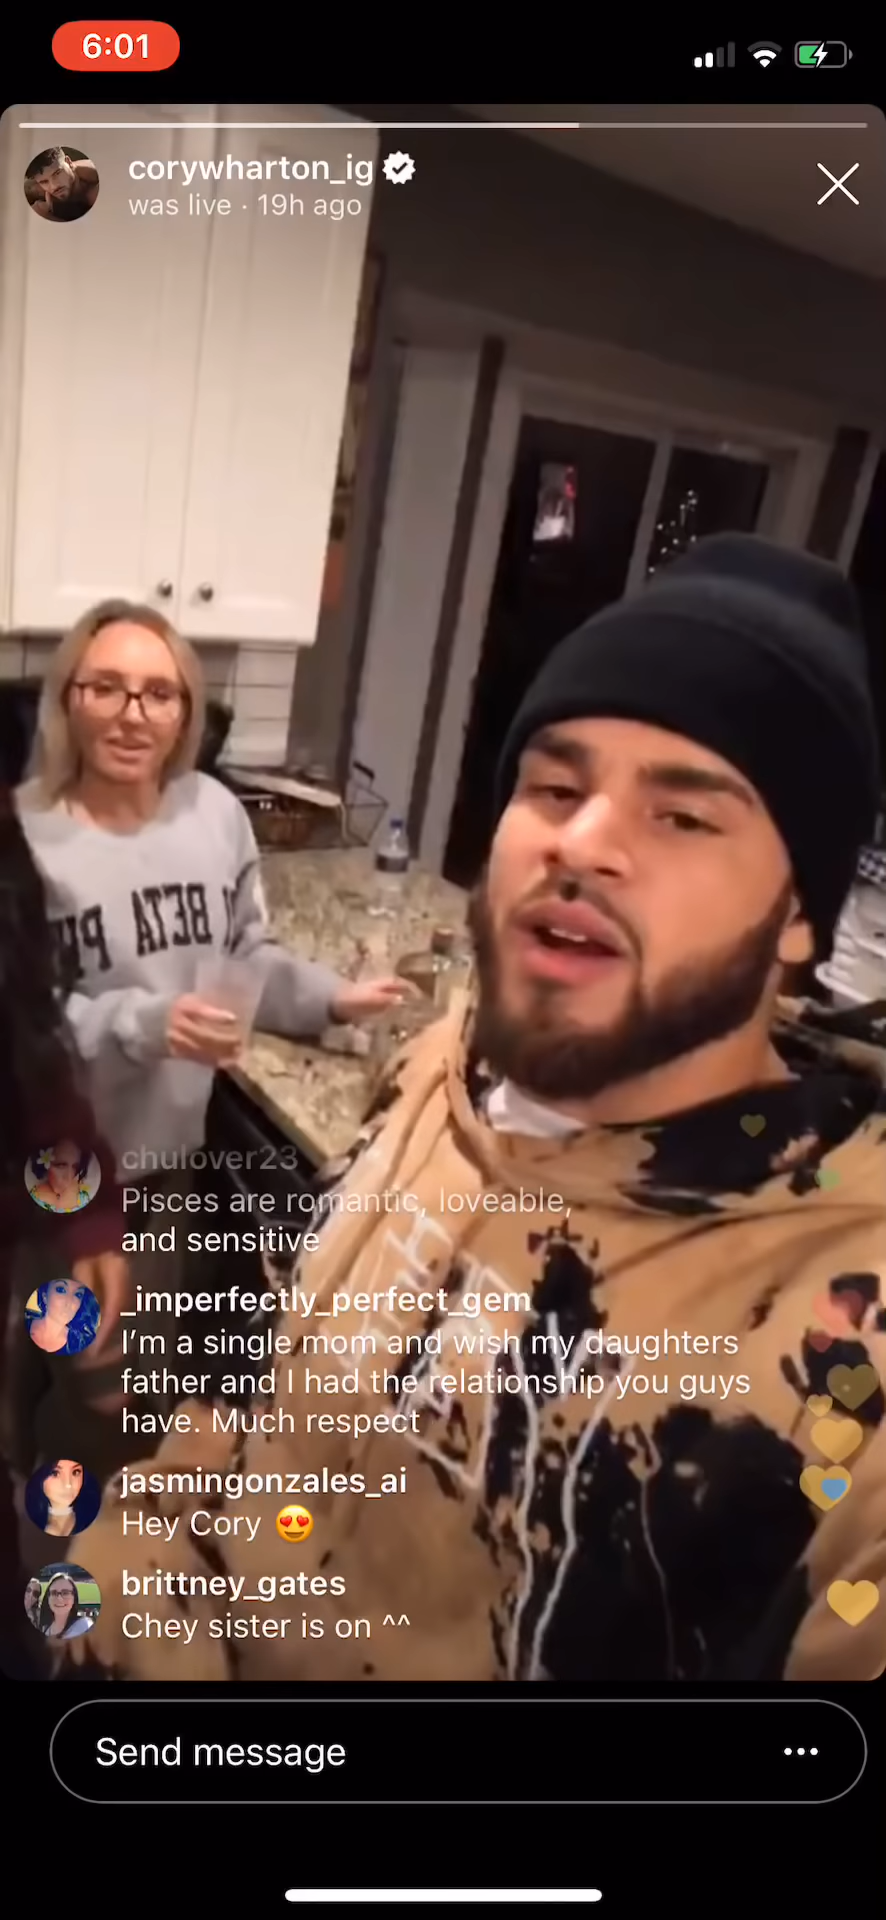 6:01
corywharton_ig
was live · 19h ago
BETA
chulover23
Pisces are romantic, loveable,
and sensitive
_imperfectly_perfect_gem
I'm a single mom and wish my daughters
father and I had the relationship you guys
have. Much respect
jasmingonzales_ai
Hey Cory 😍
brittney_gates
Chey sister is on ^^
Send message